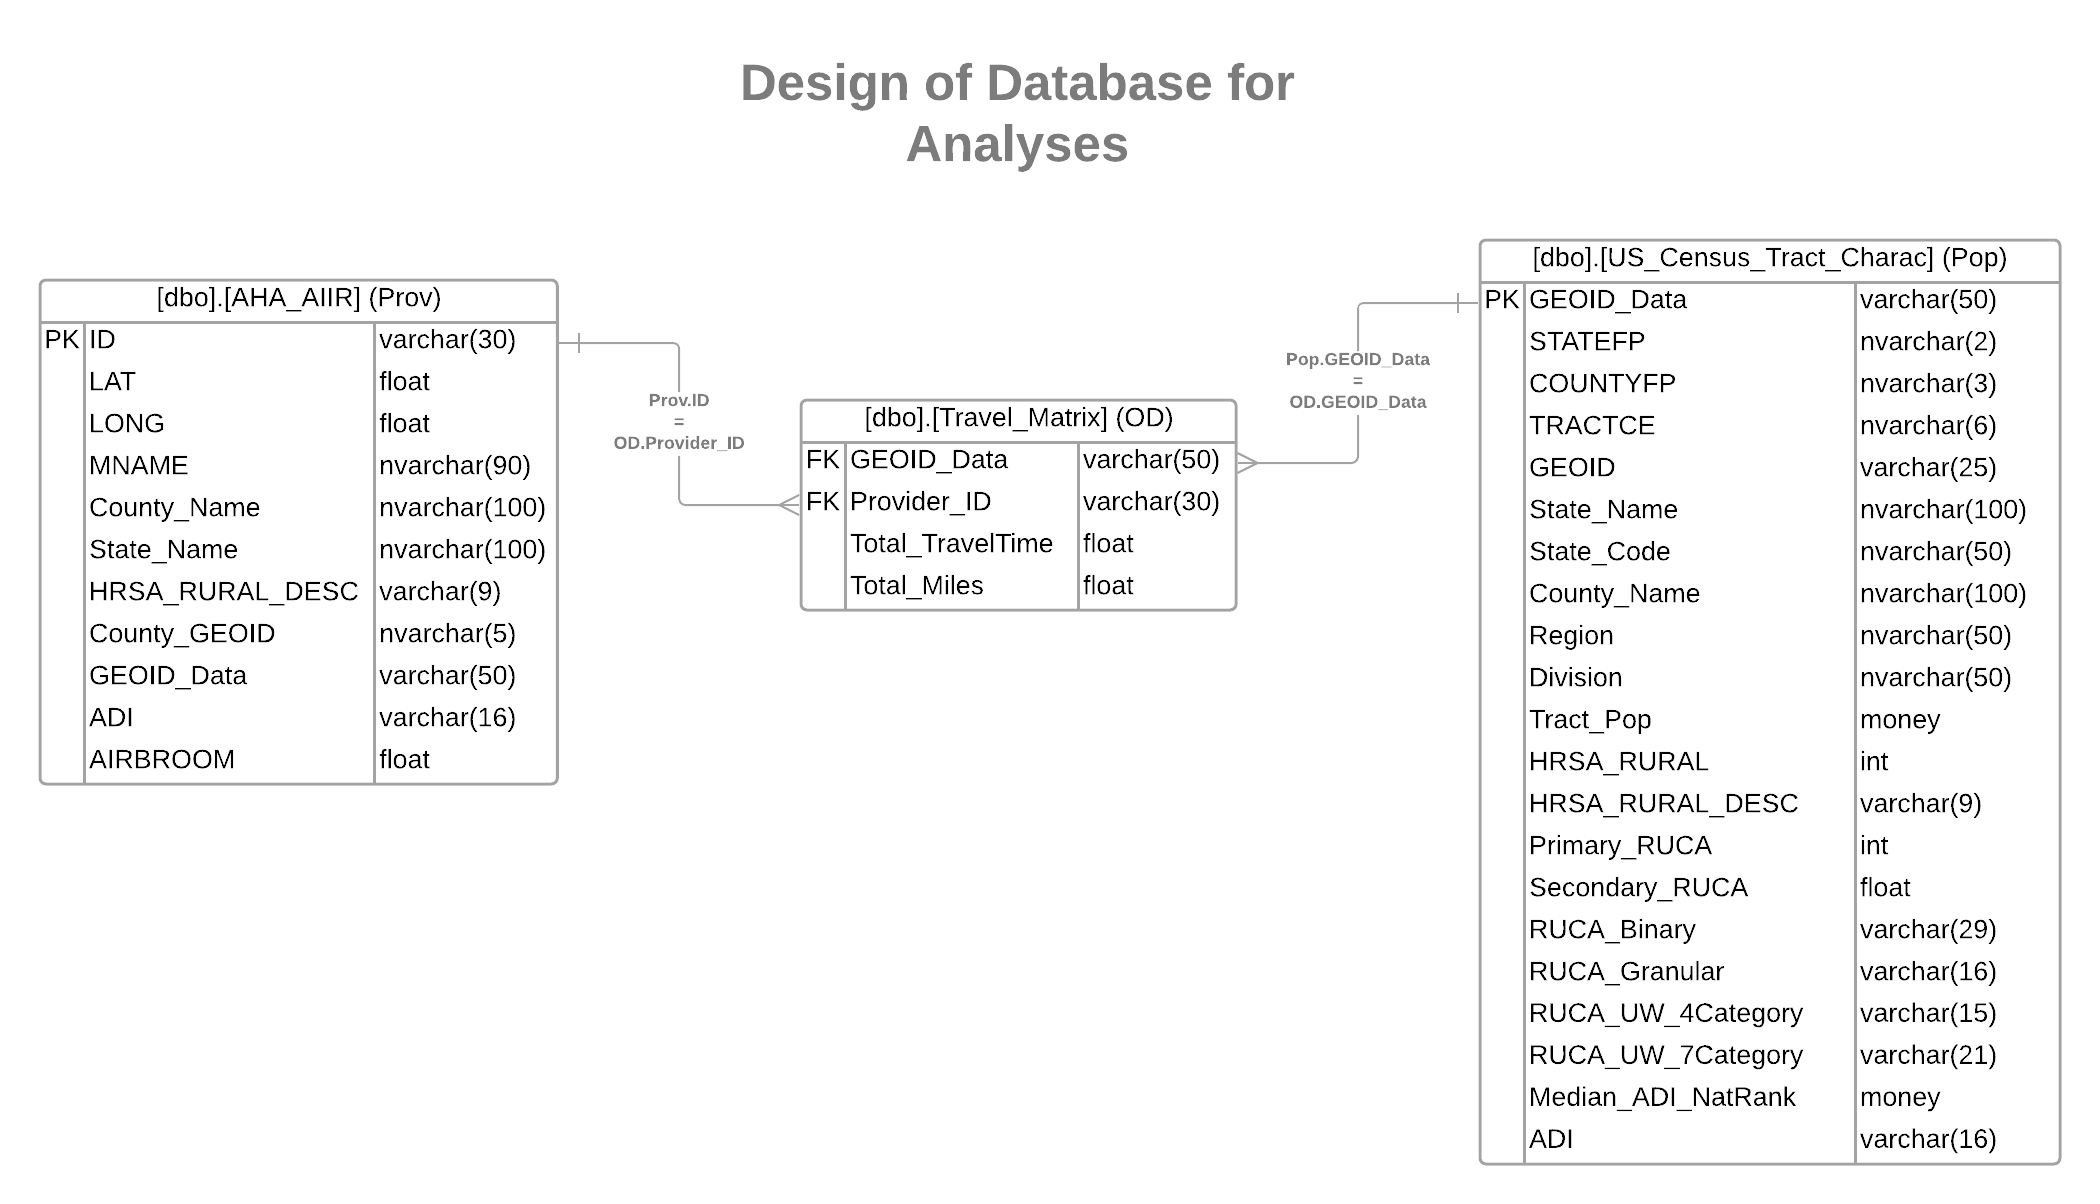 Design of Database for
Analyses
[dbo].[AHA_AIIR] (Prov)
PK ID varchar(30)
LAT float
LONG float
MNAME nvarchar(90)
County_Name nvarchar(100)
State_Name nvarchar(100)
HRSA_RURAL_DESC varchar(9)
County_GEOID nvarchar(5)
GEOID_Data varchar(50)
ADI varchar(16)
AIRBROOM float
Prov.ID
=
OD.Provider_ID
[dbo].[Travel_Matrix] (OD)
FK GEOID_Data varchar(50)
FK Provider_ID varchar(30)
Total_TravelTime float
Total_Miles float
Pop.GEOID_Data
=
OD.GEOID_Data
[dbo].[US_Census_Tract_Charac] (Pop)
PK GEOID_Data varchar(50)
STATEFP nvarchar(2)
COUNTYFP nvarchar(3)
TRACTCE nvarchar(6)
GEOID varchar(25)
State_Name nvarchar(100)
State_Code nvarchar(50)
County_Name nvarchar(100)
Region nvarchar(50)
Division nvarchar(50)
Tract_Pop money
HRSA_RURAL int
HRSA_RURAL_DESC varchar(9)
Primary_RUCA int
Secondary_RUCA float
RUCA_Binary varchar(29)
RUCA_Granular varchar(16)
RUCA_UW_4Category varchar(15)
RUCA_UW_7Category varchar(21)
Median_ADI_NatRank money
ADI varchar(16)